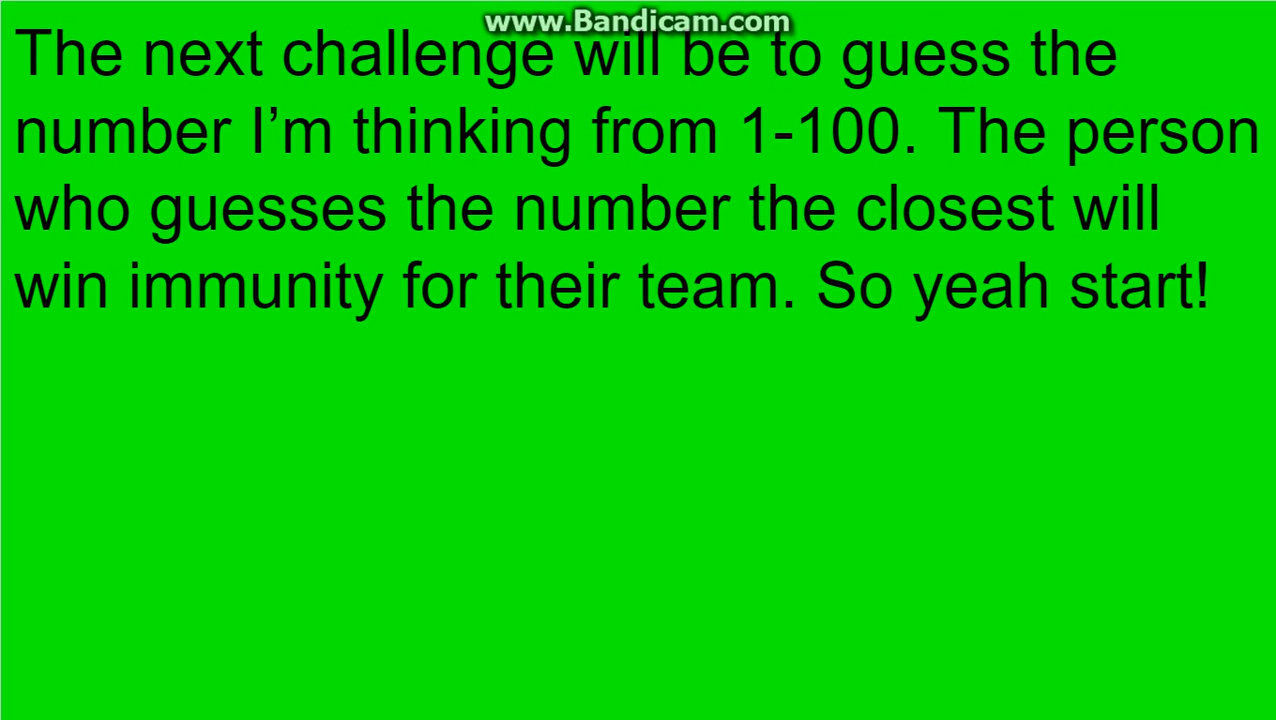 www.Bandicam.com
The next challenge will be to guess the
number I’m thinking from 1-100. The person
who guesses the number the closest will
win immunity for their team. So yeah start!